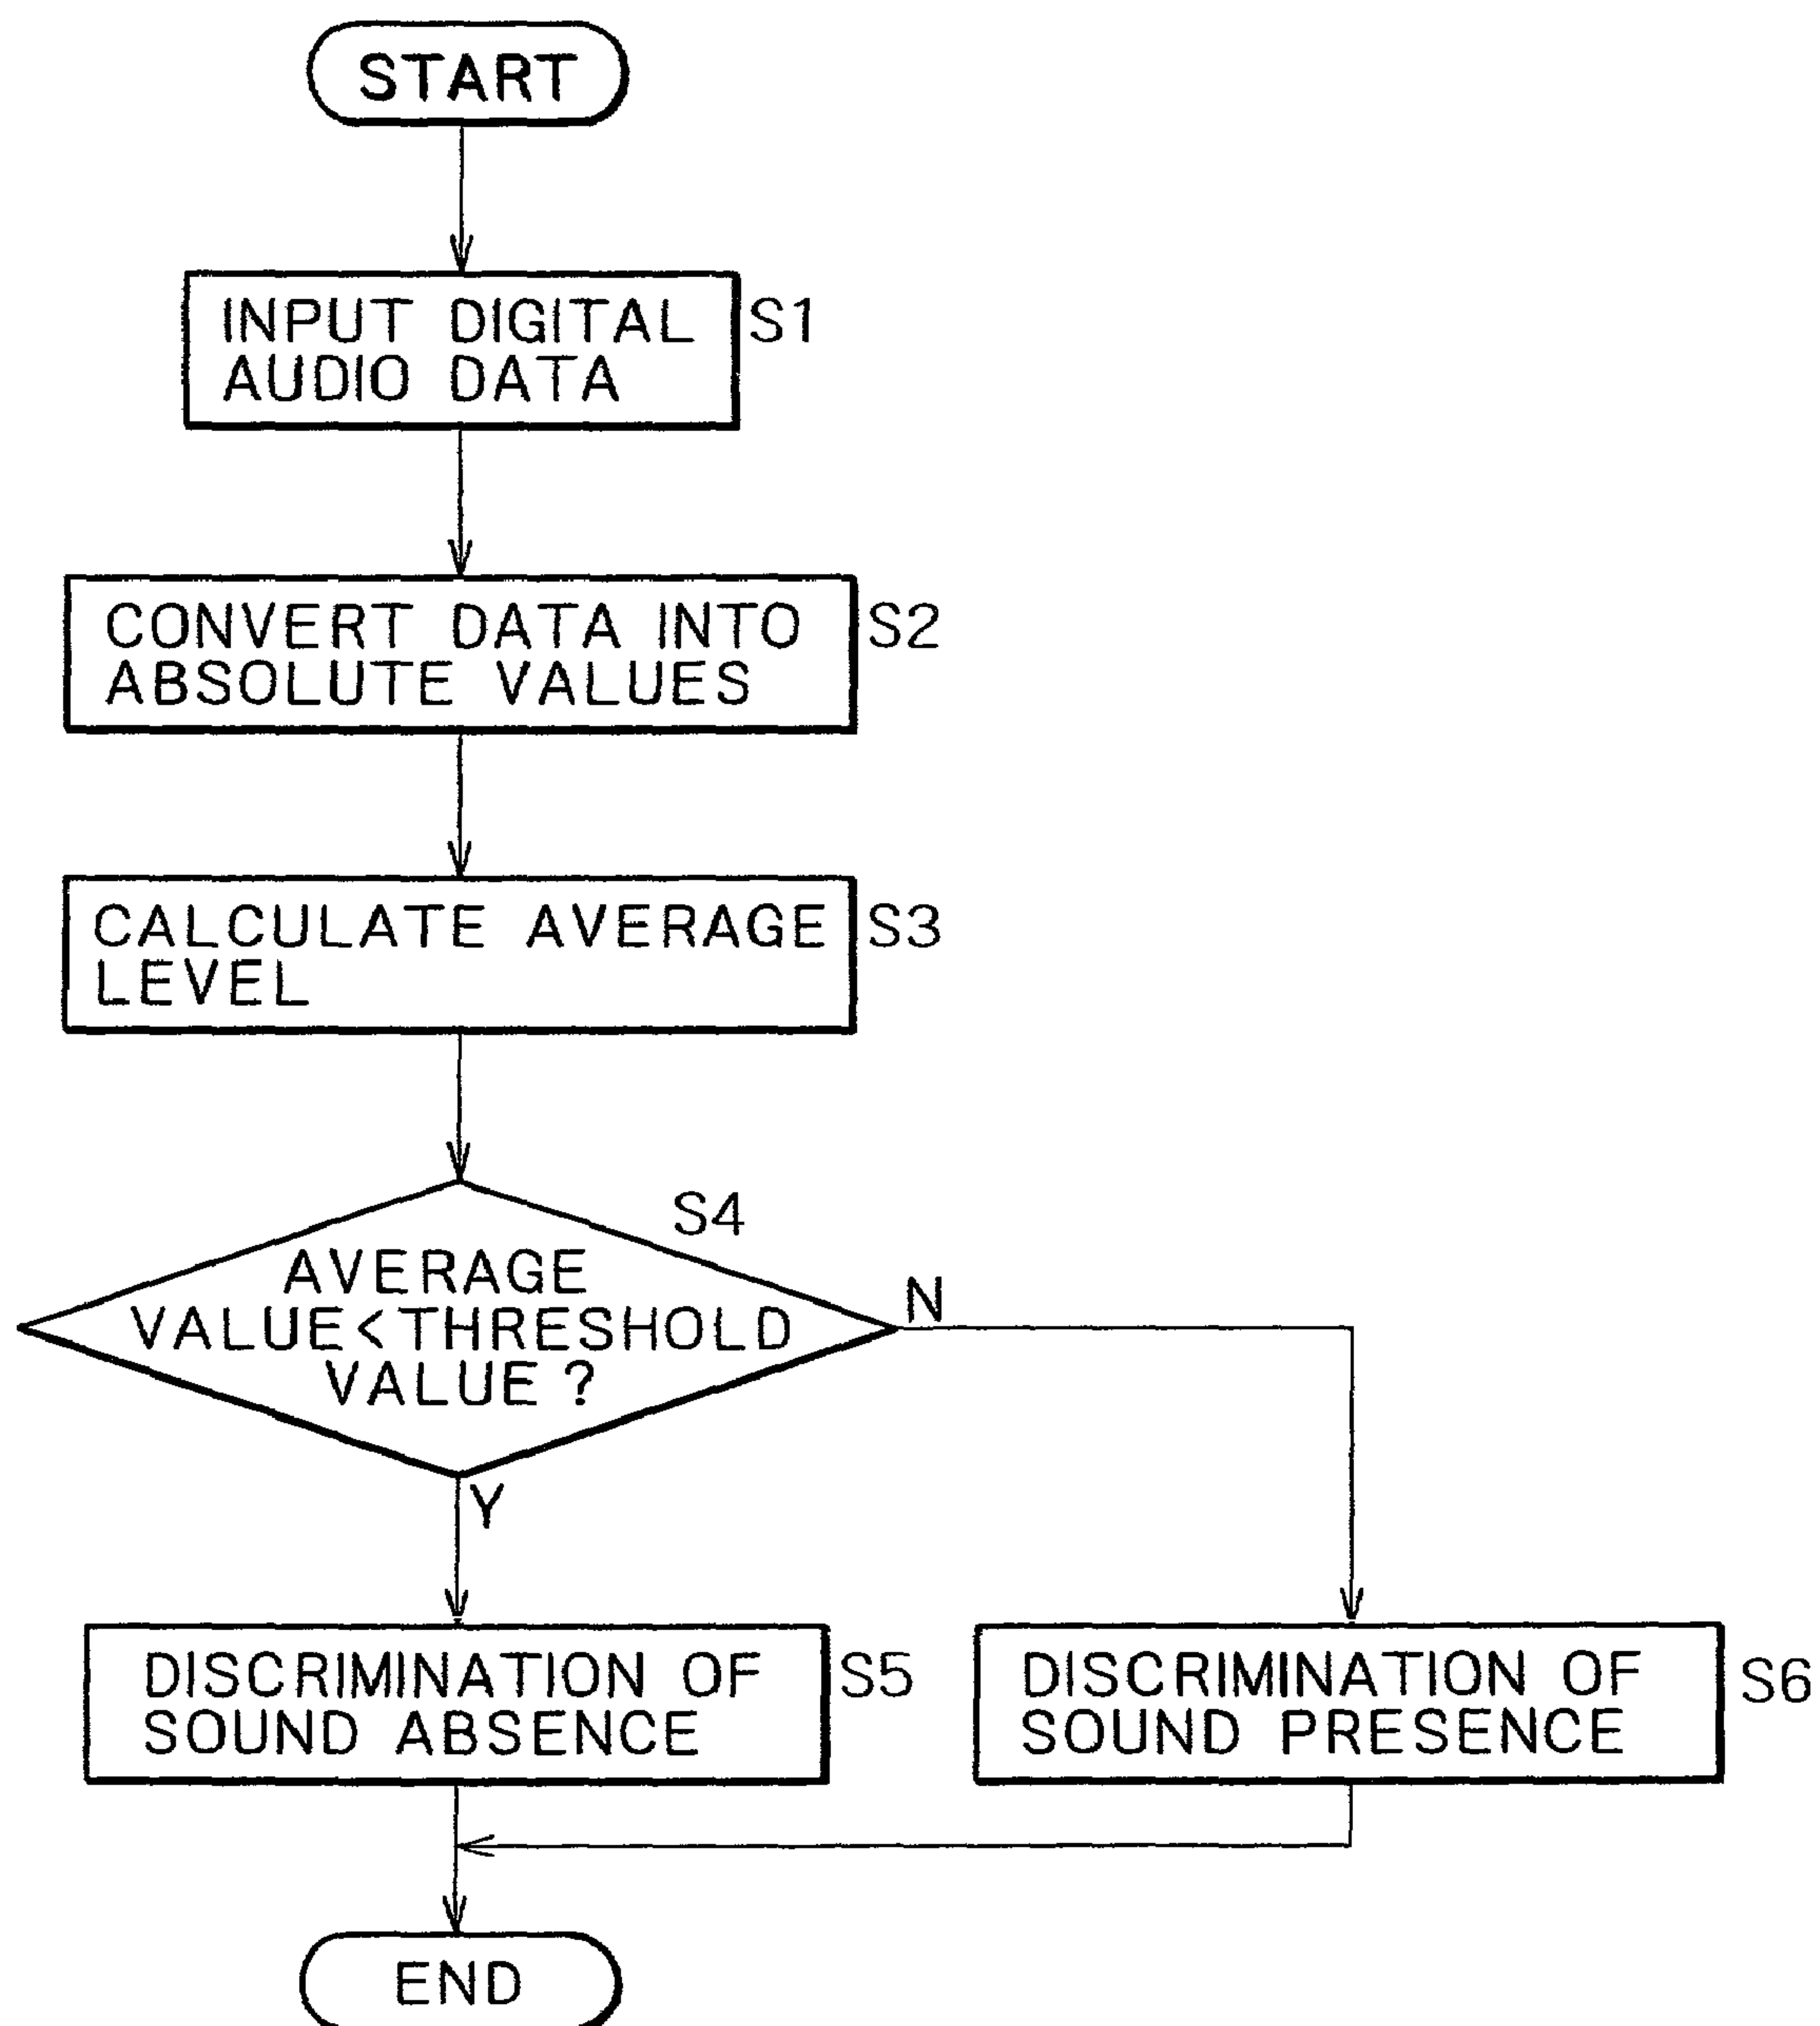 START
INPUT DIGITAL
AUDIO DATA
S1
CONVERT DATA INTO
ABSOLUTE VALUES
S2
CALCULATE AVERAGE
LEVEL
S3
S4
AVERAGE
VALUE<THRESHOLD
VALUE ?
N
Y
DISCRIMINATION OF
SOUND ABSENCE
S5
DISCRIMINATION OF
SOUND PRESENCE
S6
END